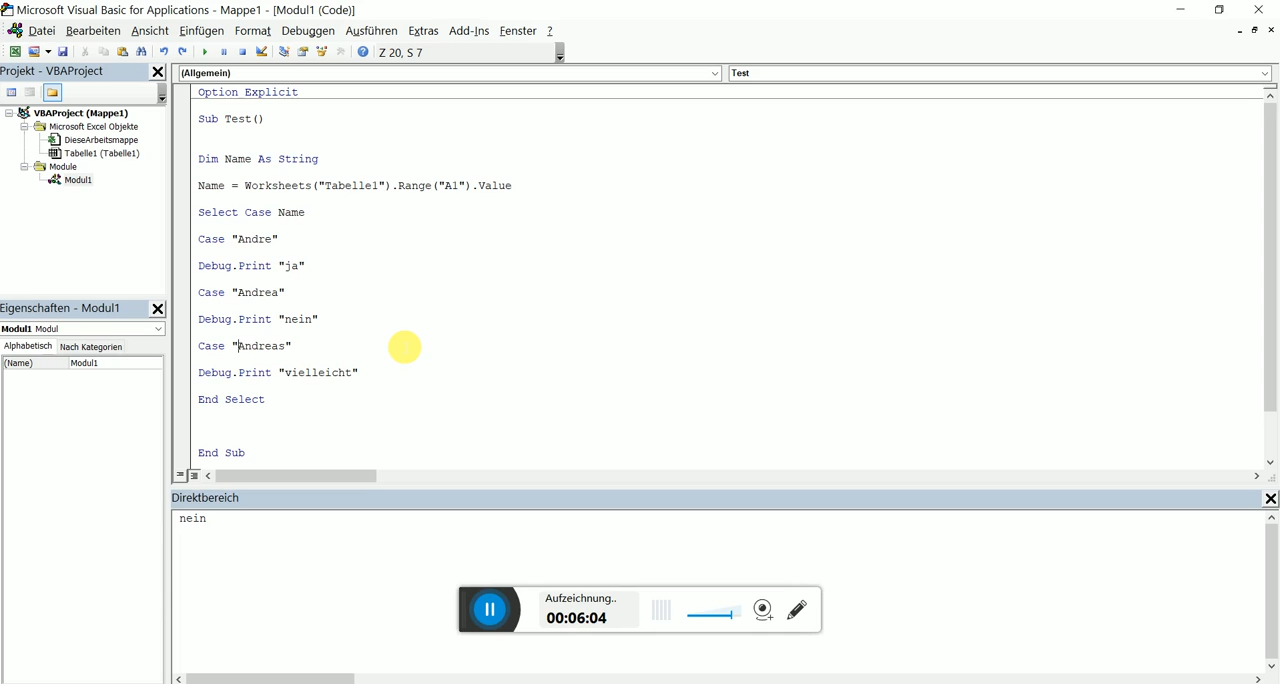 Microsoft Visual Basic for Applications - Mappe1 - [Modul1 (Code)]
Datei Bearbeiten Ansicht Einfügen Format Debuggen Ausführen Extras Add-Ins Fenster ?
Z 20, S 7
Projekt - VBAProject
(Allgemein)
Test
VBAProject (Mappe1)
Microsoft Excel Objekte
DieseArbeitsmappe
Tabelle1 (Tabelle1)
Module
Modul1
Eigenschaften - Modul1
Modul1 Modul
Alphabetisch Nach Kategorien
(Name) Modul1
Option Explicit
Sub Test()
Dim Name As String
Name = Worksheets("Tabelle1").Range("A1").Value
Select Case Name
Case "Andre"
Debug.Print "ja"
Case "Andrea"
Debug.Print "nein"
Case "Andreas"
Debug.Print "vielleicht"
End Select
End Sub
Direktbereich
nein
Aufzeichnung..
00:06:04